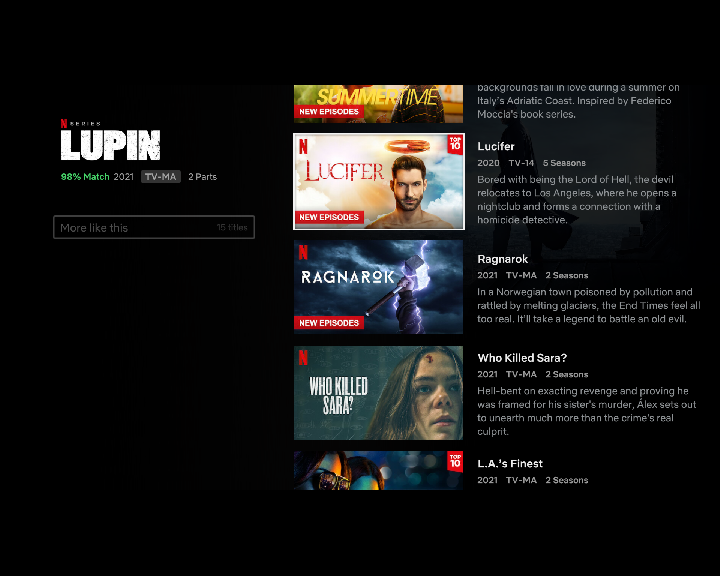 N SERIES
LUPIN
98% Match 2021 TV-MA 2 Parts
More like this 15 titles
SUMMERTIME
NEW EPISODES
backgrounds fall in love during a summer on
Italy's Adriatic Coast. Inspired by Federico
Moccia's book series.
N
TOP
10
LUCIFER
NEW EPISODES
Lucifer
2020 TV-14 5 Seasons
Bored with being the Lord of Hell, the devil
relocates to Los Angeles, where he opens a
nightclub and forms a connection with a
homicide detective.
N
RAGNAROK
NEW EPISODES
Ragnarok
2021 TV-MA 2 Seasons
In a Norwegian town poisoned by pollution and
rattled by melting glaciers, the End Times feel all
too real. It'll take a legend to battle an old evil.
N
WHO KILLED
SARA?
Who Killed Sara?
2021 TV-MA 2 Seasons
Hell-bent on exacting revenge and proving he
was framed for his sister's murder, Álex sets out
to unearth much more than the crime's real
culprit.
TOP
10
L.A.'s Finest
2021 TV-MA 2 Seasons